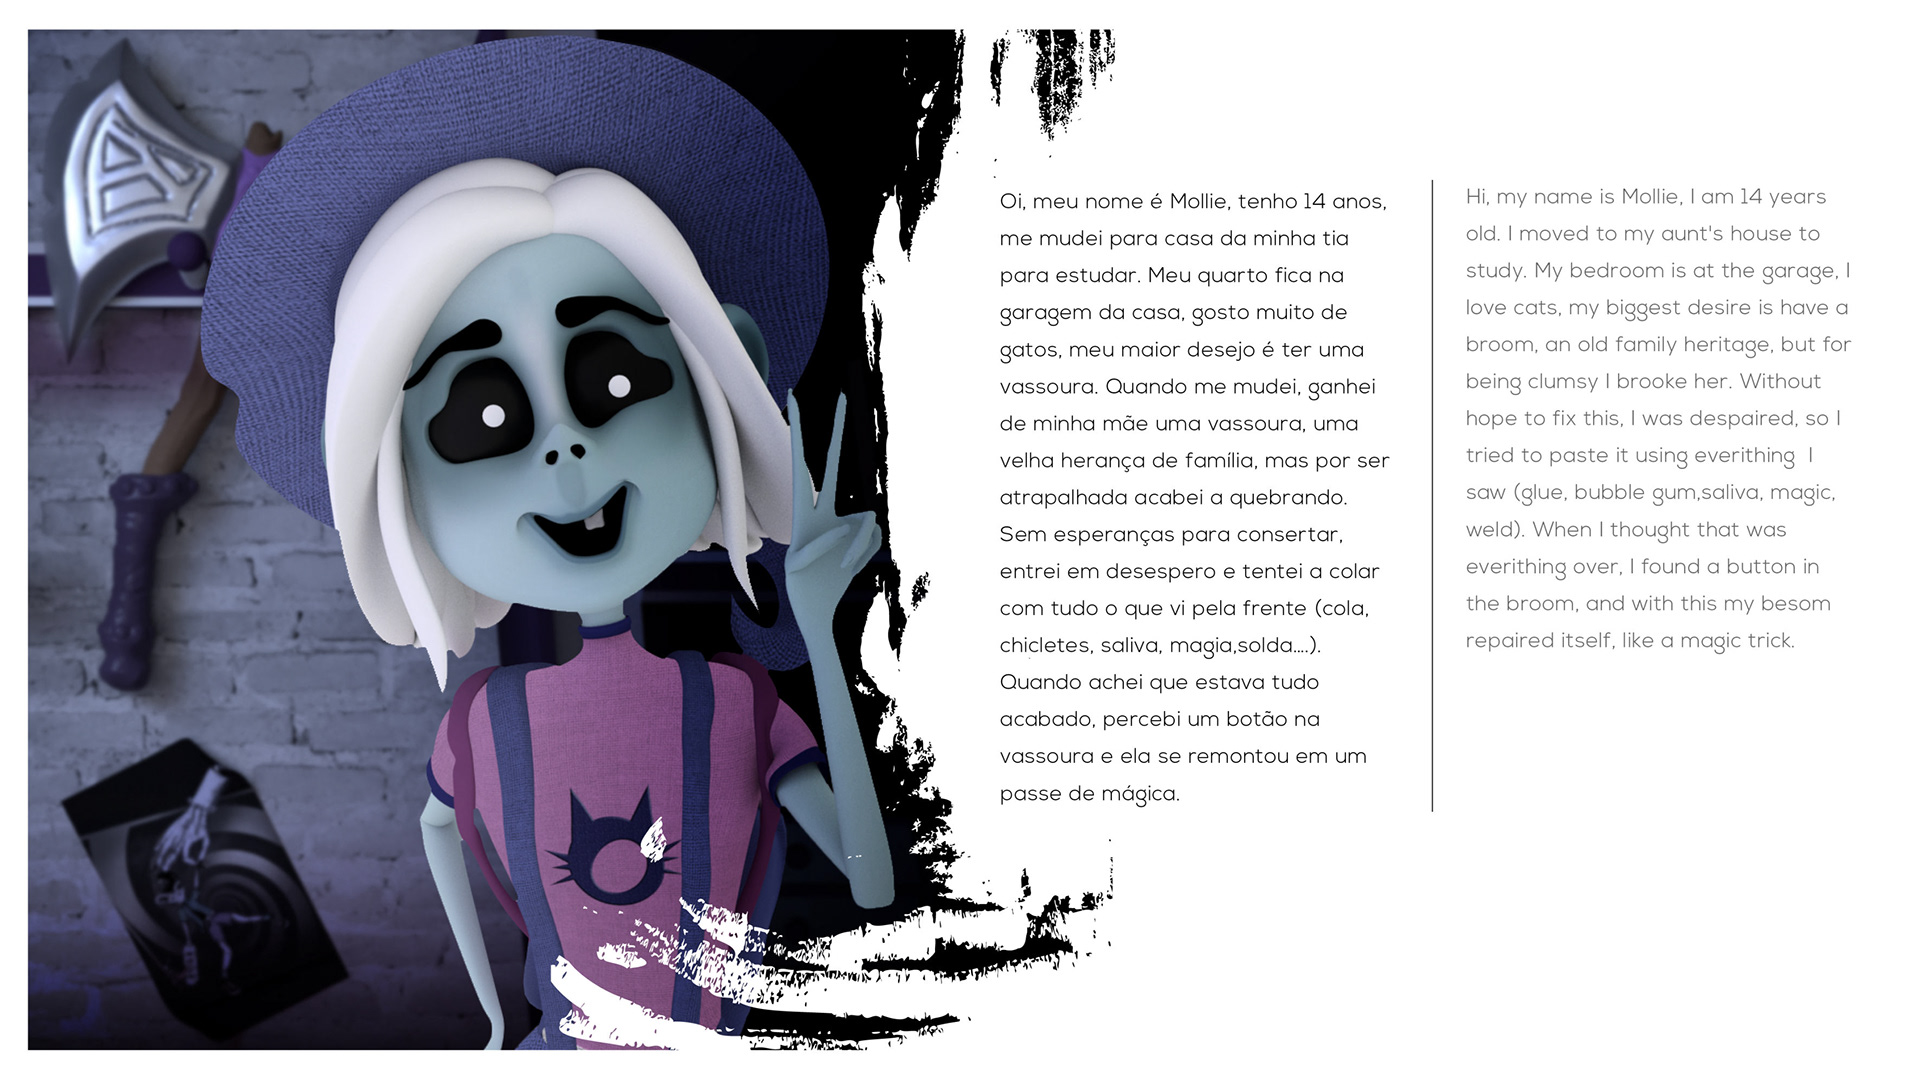 Oi, meu nome é Mollie, tenho 14 anos,
me mudei para casa da minha tia
para estudar. Meu quarto fica na
garagem da casa, gosto muito de
gatos, meu maior desejo é ter uma
vassoura. Quando me mudei, ganhei
de minha mãe uma vassoura, uma
velha herança de família, mas por ser
atrapalhada acabei a quebrando.
Sem esperanças para consertar,
entrei em desespero e tentei a colar
com tudo o que vi pela frente (cola,
chicletes, saliva, magia,solda....).
Quando achei que estava tudo
acabado, percebi um botão na
vassoura e ela se remontou em um
passe de mágica.
Hi, my name is Mollie, I am 14 years
old. I moved to my aunt's house to
study. My bedroom is at the garage, I
love cats, my biggest desire is have a
broom, an old family heritage, but for
being clumsy I brooke her. Without
hope to fix this, I was despaired, so I
tried to paste it using everithing  I
saw (glue, bubble gum,saliva, magic,
weld). When I thought that was
everithing over, I found a button in
the broom, and with this my besom
repaired itself, like a magic trick.